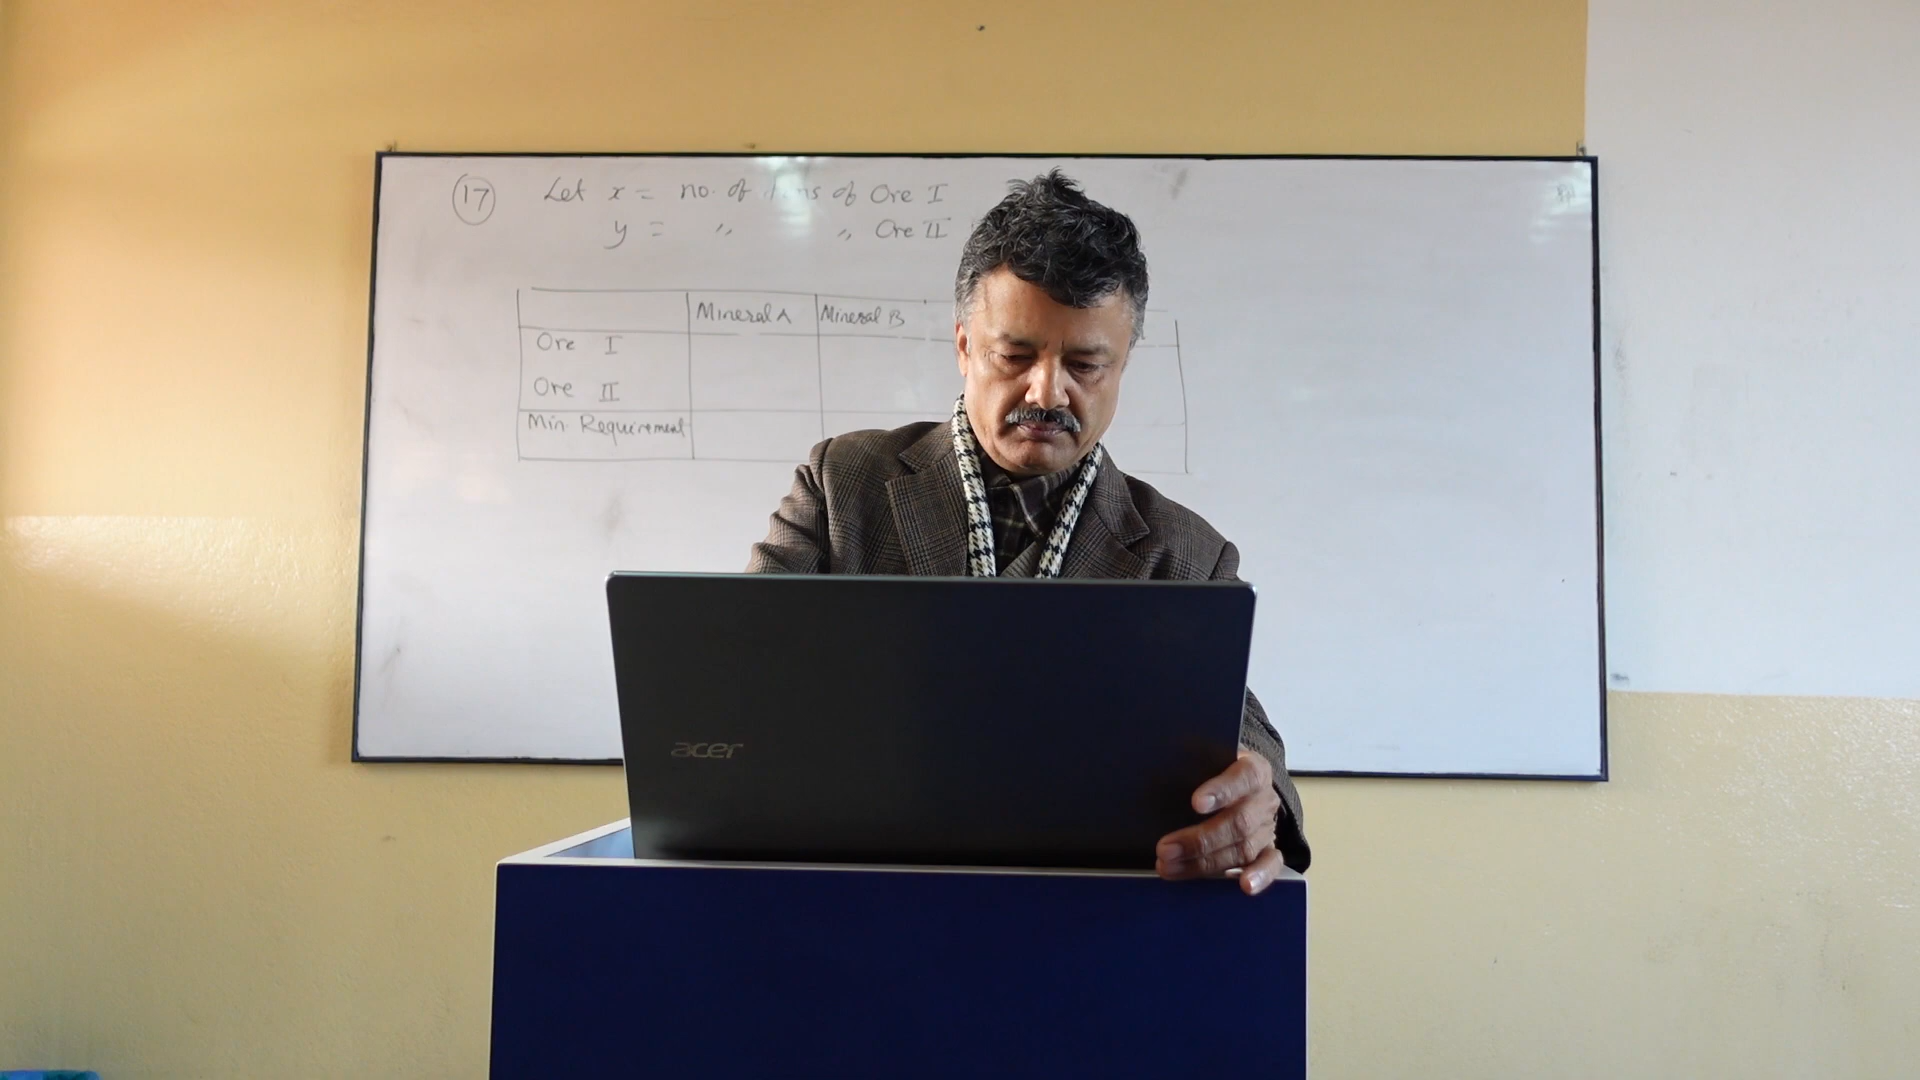 17 Let x = no. of tons of Ore I
y = ,, ,, Ore II
Mineral A Mineral B
Ore I
Ore II
Min. Requirement
acer